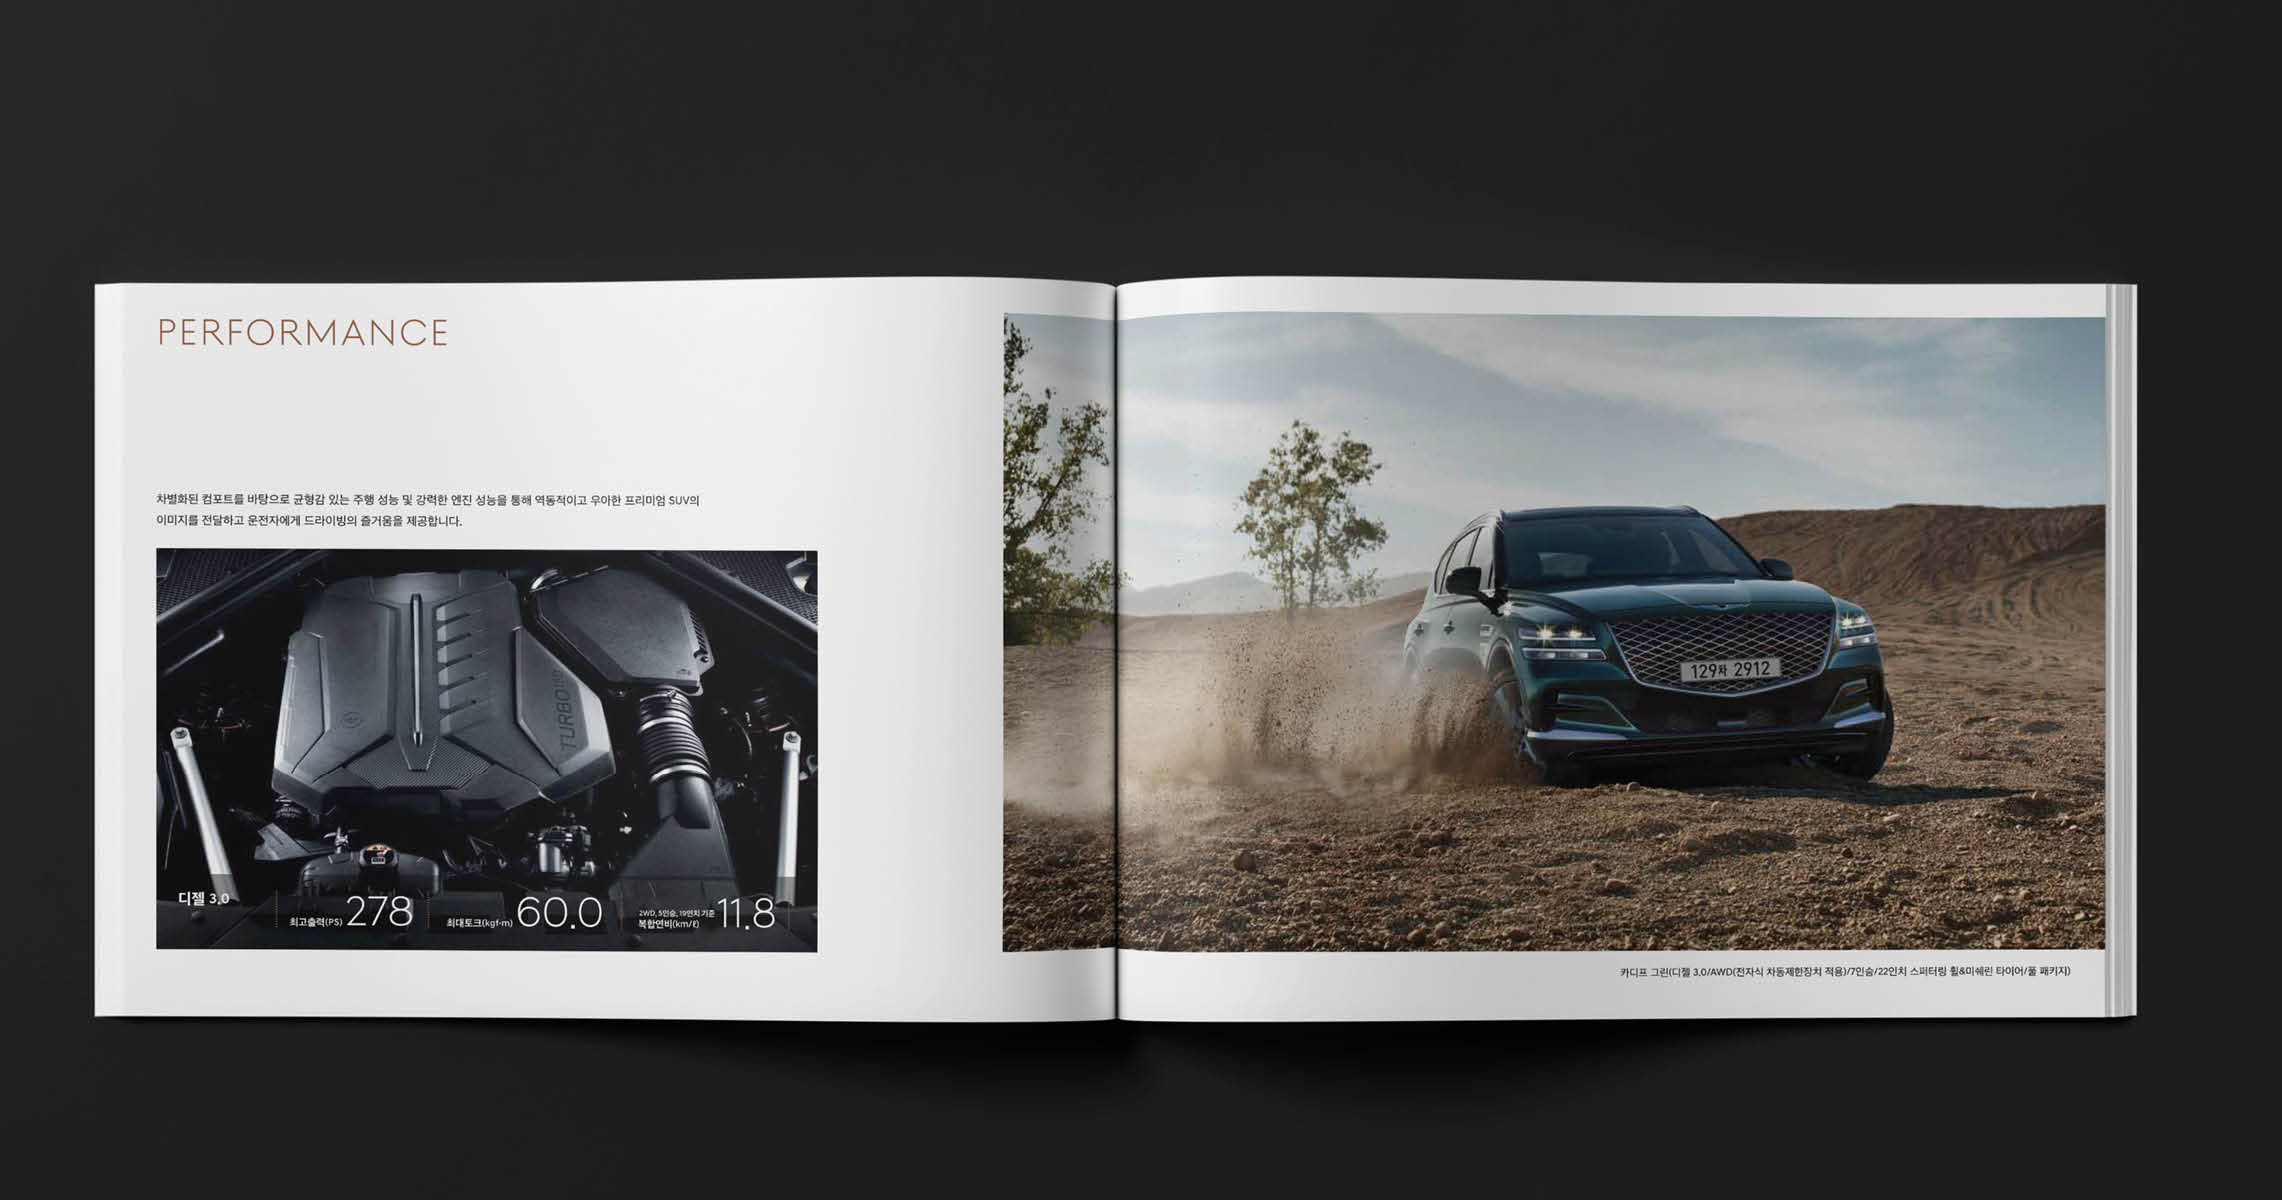 PERFORMANCE
차별화된 컴포트를 바탕으로 균형감 있는 주행 성능 및 강력한 엔진 성능을 통해 역동적이고 우아한 프리미엄 SUV의
이미지를 전달하고 운전자에게 드라이빙의 즐거움을 제공합니다.
TURBO
디젤 3.0
최고출력(PS) 278
최대토크(kgf·m) 60.0
2WD, 5인승, 19인치 기준
복합연비(km/ℓ) 11.8
129차 2912
카디프 그린(디젤 3.0/AWD(전자식 차동제한장치 적용)/7인승/22인치 스퍼터링 휠&미쉐린 타이어/풀 패키지)